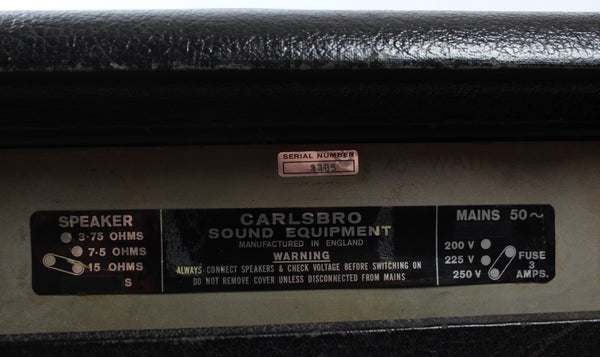 SERIAL NUMBER
SPEAKER
3·75 OHMS
7·5 OHMS
15 OHMS
S
CARLSBRO
SOUND EQUIPMENT
MANUFACTURED IN ENGLAND
WARNING
ALWAYS CONNECT SPEAKERS & CHECK VOLTAGE BEFORE SWITCHING ON
DO NOT REMOVE COVER UNLESS DISCONNECTED FROM MAINS
MAINS 50~
200 V
225 V
250 V
FUSE
3
AMPS.